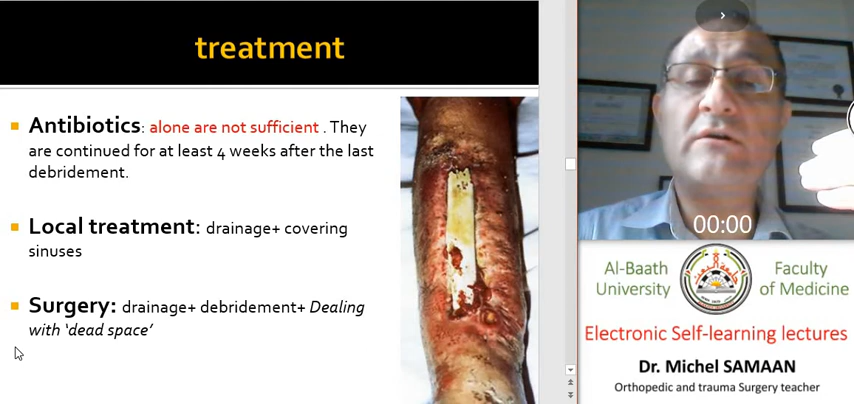 treatment
Antibiotics: alone are not sufficient . They
are continued for at least 4 weeks after the last
debridement.
Local treatment: drainage+ covering
sinuses
Surgery: drainage+ debridement+ Dealing
with ‘dead space’
00:00
Al-Baath
University
Faculty
of Medicine
Electronic Self-learning lectures
Dr. Michel SAMAAN
Orthopedic and trauma Surgery teacher